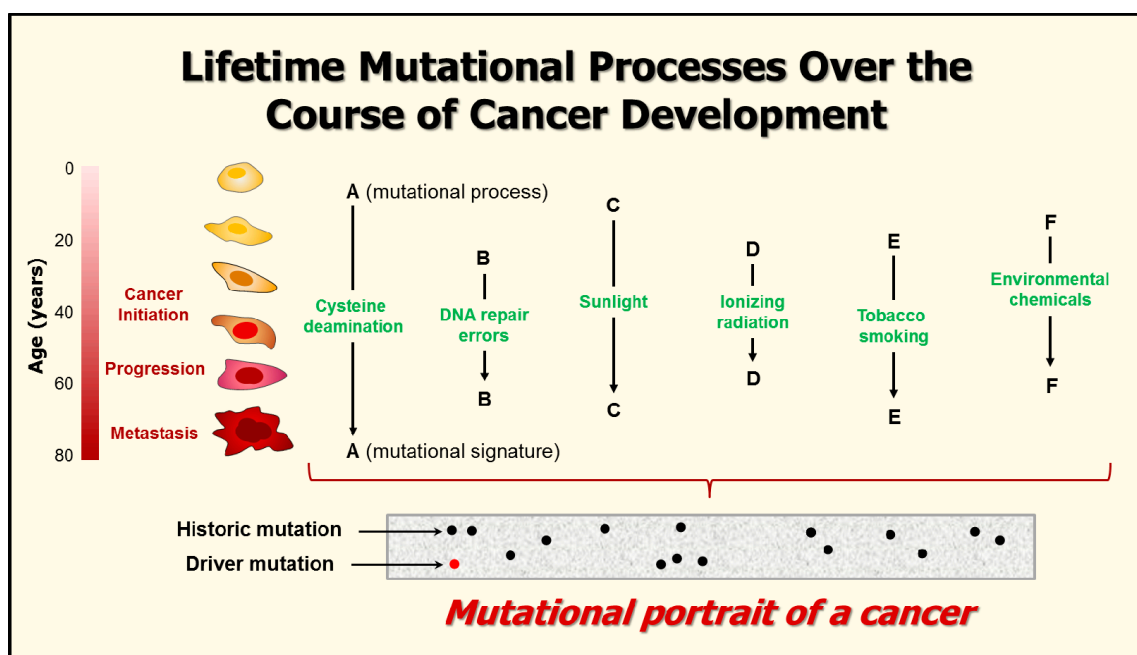 Lifetime Mutational Processes Over the
Course of Cancer Development
Age (years)
0
20
40
60
80
Cancer
Initiation
Progression
Metastasis
A (mutational process)
Cysteine
deamination
A (mutational signature)
B
DNA repair
errors
B
C
Sunlight
C
D
Ionizing
radiation
D
E
Tobacco
smoking
E
F
Environmental
chemicals
F
Historic mutation
Driver mutation
Mutational portrait of a cancer